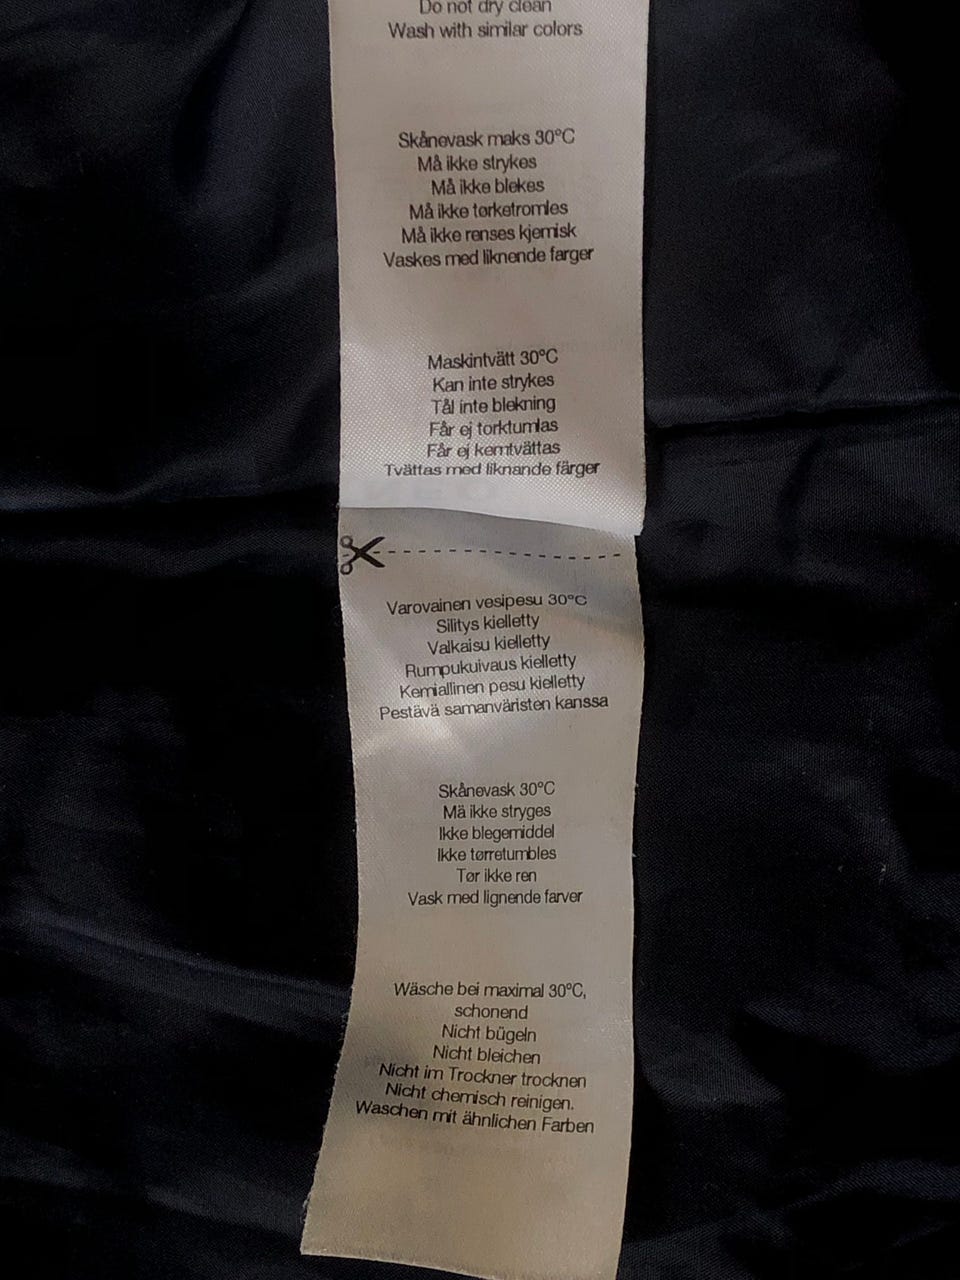 Do not dry clean
Wash with similar colors
Skånevask maks 30°C
Må ikke strykes
Må ikke blekes
Må ikke tørketromles
Må ikke renses kjemisk
Vaskes med liknende farger
Maskintvätt 30°C
Kan inte strykes
Tål inte blekning
Får ej torktumlas
Får ej kemtvättas
Tvättas med liknande färger
Varovainen vesipesu 30°C
Silitys kielletty
Valkaisu kielletty
Rumpukuivaus kielletty
Kemiallinen pesu kielletty
Pestävä samanväristen kanssa
Skånevask 30°C
Mä ikke stryges
Ikke blegemiddel
Ikke tørretumbles
Tør ikke ren
Vask med lignende farver
Wäsche bei maximal 30°C,
schonend
Nicht bügeln
Nicht bleichen
Nicht im Trockner trocknen
Nicht chemisch reinigen.
Waschen mit ähnlichen Farben